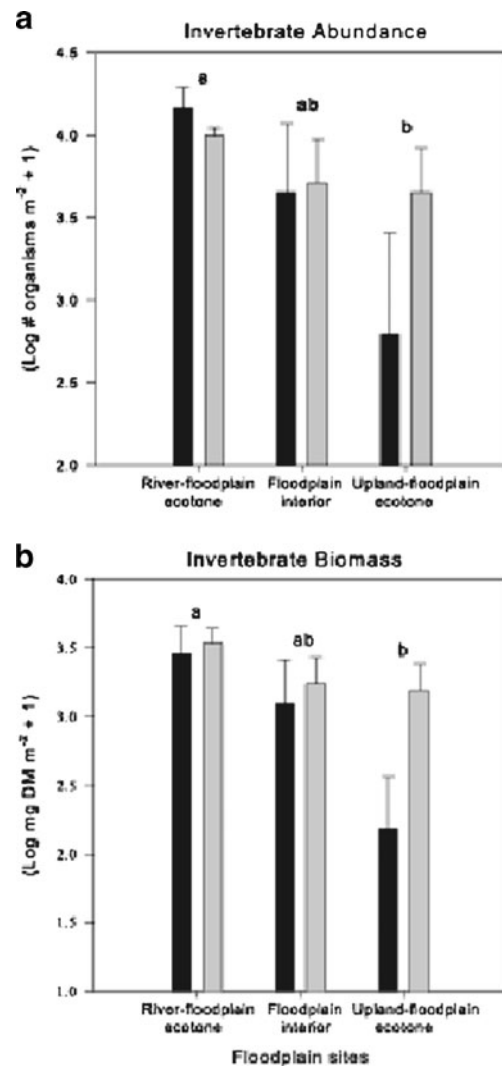 a
Invertebrate Abundance
4.5
4.0
3.5
3.0
2.5
2.0
(Log # organisms m⁻² + 1)
a
ab
b
River-floodplain ecotone
Floodplain interior
Upland-floodplain ecotone
b
Invertebrate Biomass
4.0
3.5
3.0
2.5
2.0
1.5
1.0
(Log mg DM m⁻² + 1)
a
ab
b
River-floodplain ecotone
Floodplain interior
Upland-floodplain ecotone
Floodplain sites